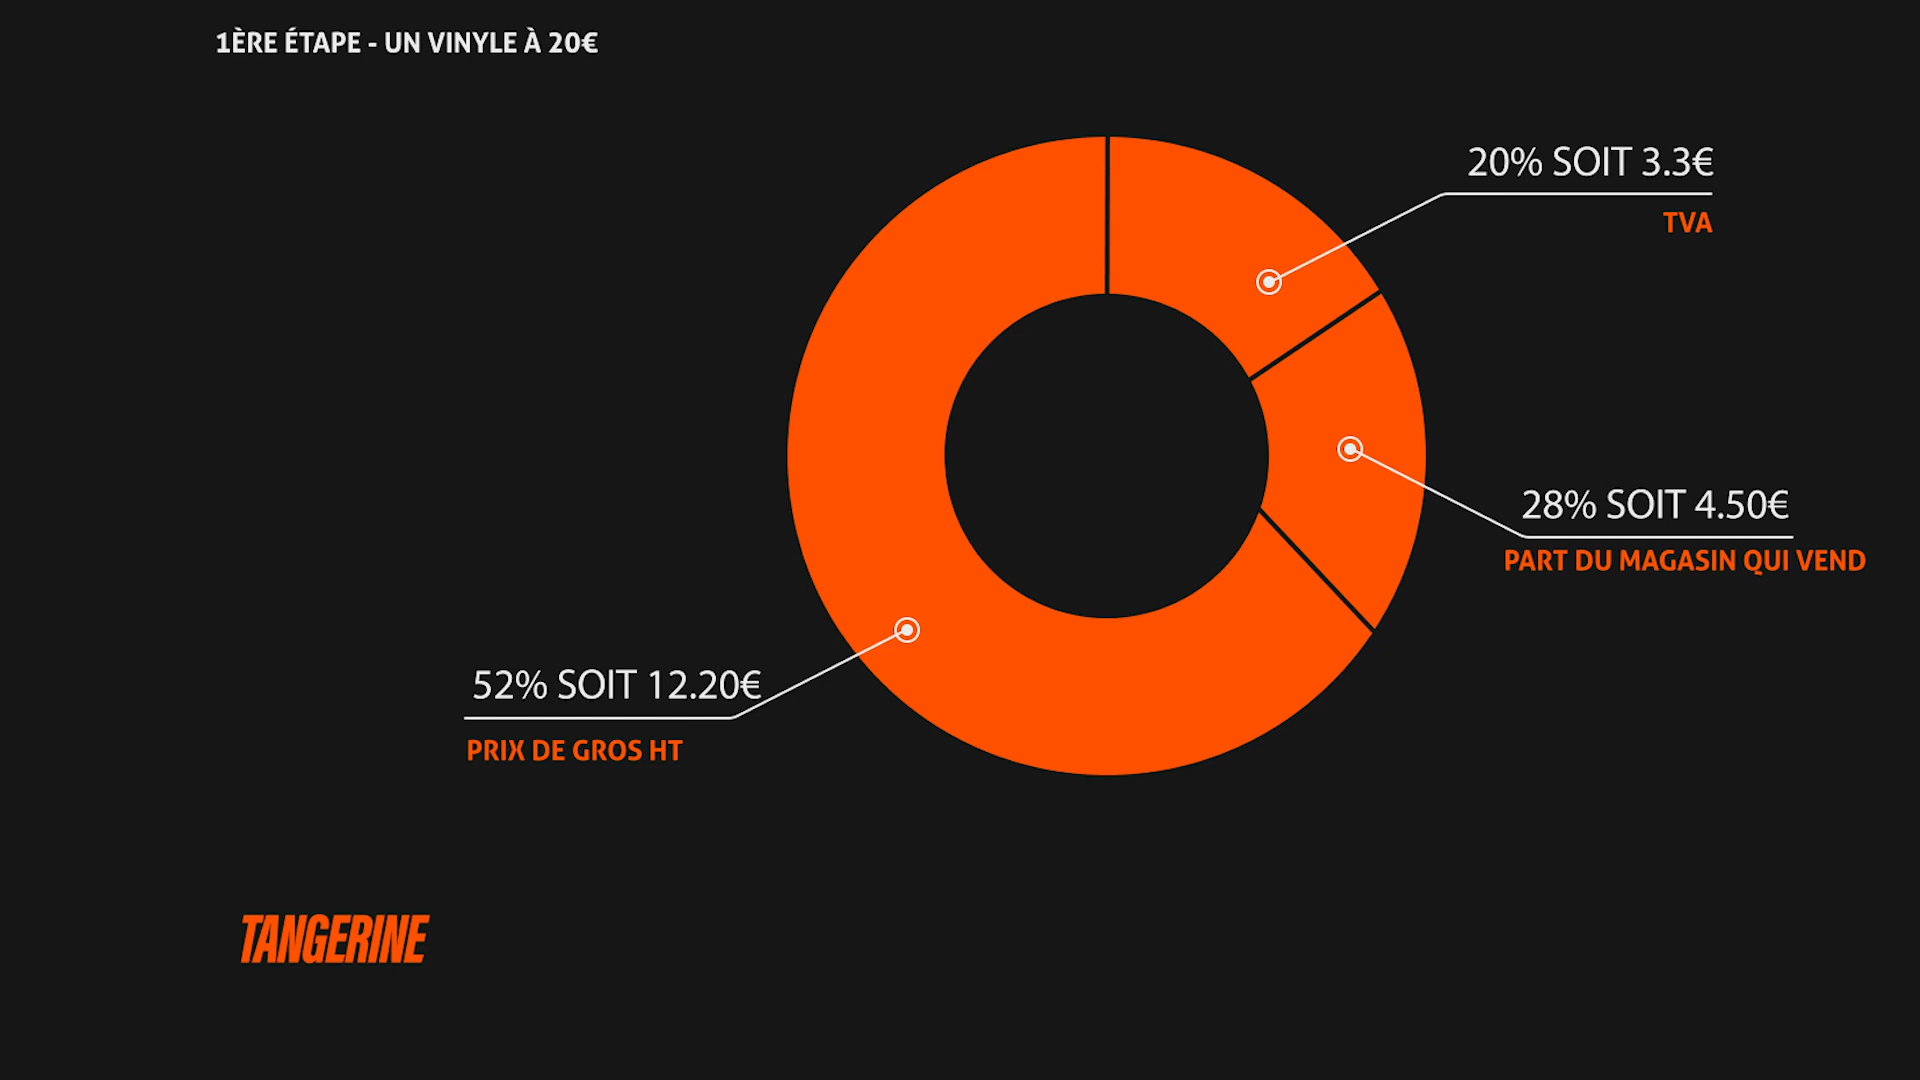 1ÈRE ÉTAPE - UN VINYLE À 20€
20% SOIT 3.3€
TVA
28% SOIT 4.50€
PART DU MAGASIN QUI VEND
52% SOIT 12.20€
PRIX DE GROS HT
TANGERINE